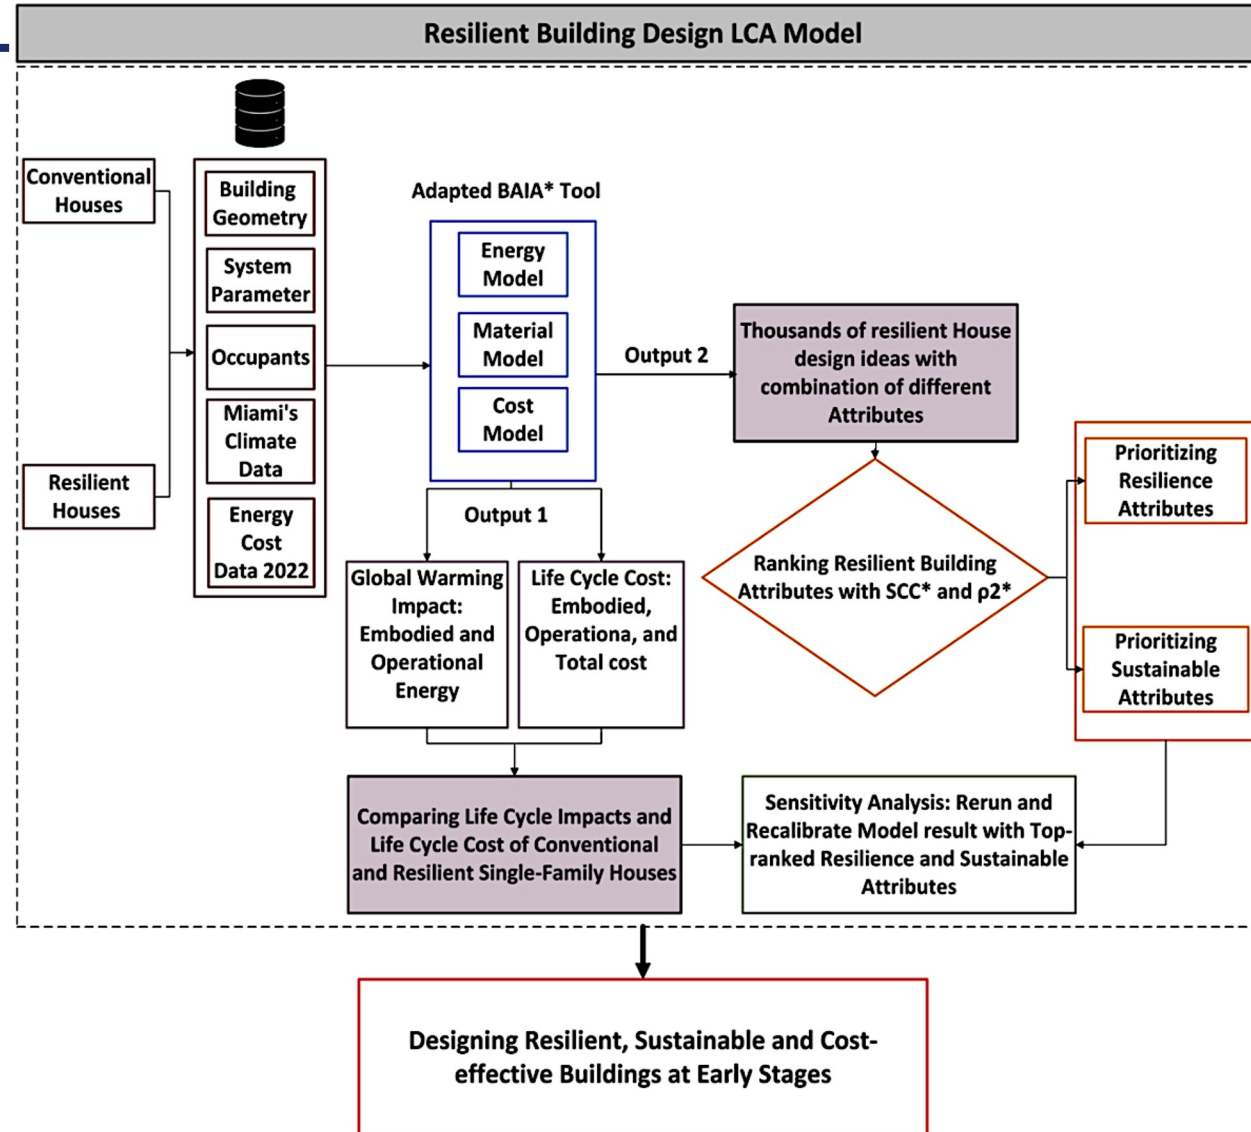 Resilient Building Design LCA Model
Conventional
Houses
Resilient
Houses
Building
Geometry
System
Parameter
Occupants
Miami's
Climate
Data
Energy
Cost
Data 2022
Adapted BAIA* Tool
Energy
Model
Material
Model
Cost
Model
Output 1
Output 2
Global Warming
Impact:
Embodied and
Operational
Energy
Life Cycle Cost:
Embodied,
Operationa, and
Total cost
Thousands of resilient House
design ideas with
combination of different
Attributes
Ranking Resilient Building
Attributes with SCC* and ρ2*
Prioritizing
Resilience
Attributes
Prioritizing
Sustainable
Attributes
Comparing Life Cycle Impacts and
Life Cycle Cost of Conventional
and Resilient Single-Family Houses
Sensitivity Analysis: Rerun and
Recalibrate Model result with Top-
ranked Resilience and Sustainable
Attributes
Designing Resilient, Sustainable and Cost-
effective Buildings at Early Stages